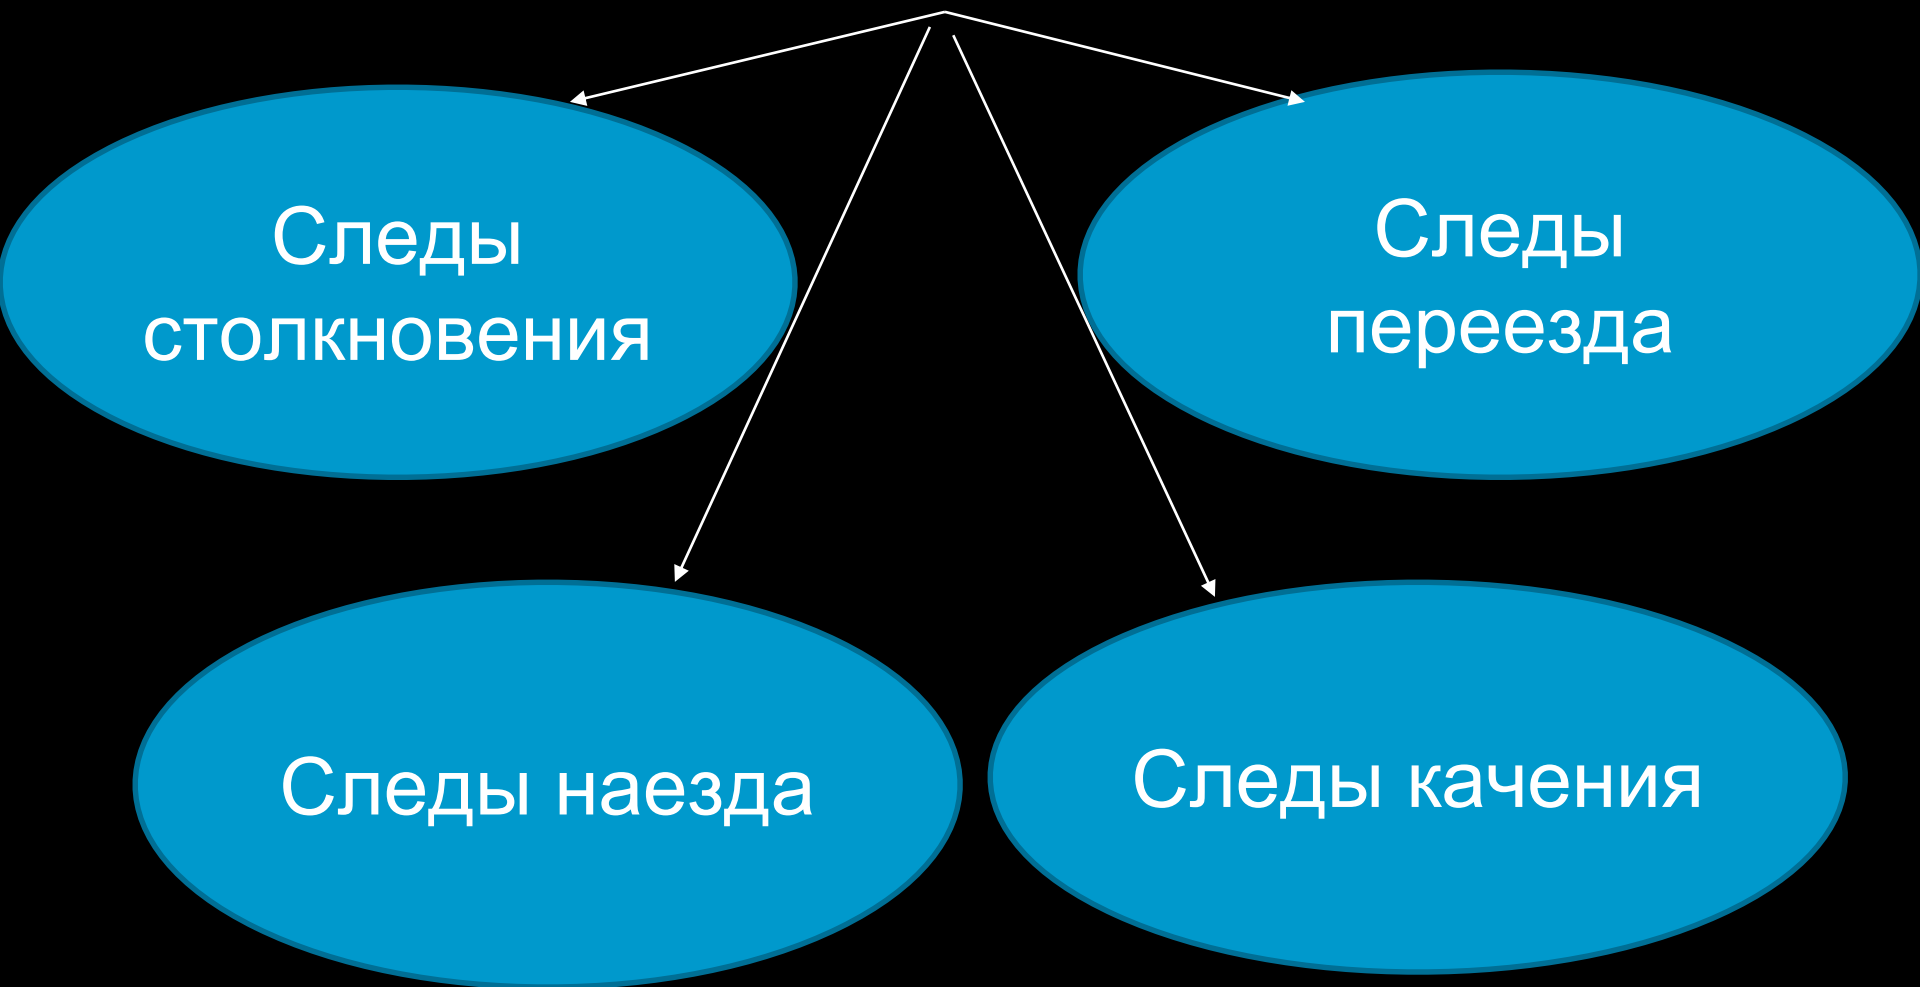 Следы
столкновения
Следы
переезда
Следы наезда
Следы качения